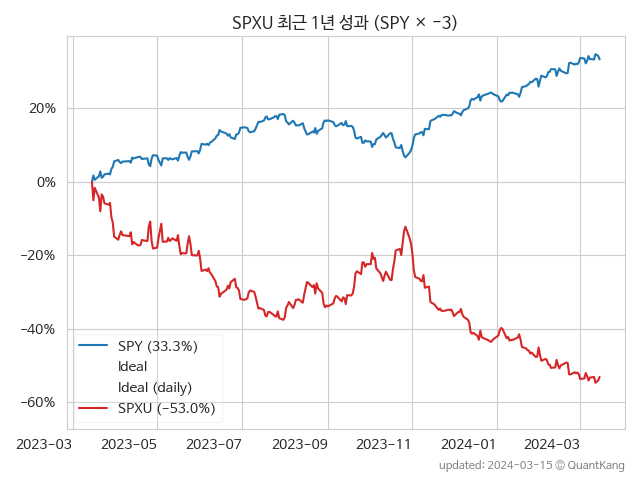 SPXU 최근 1년 성과 (SPY × −3)
20%
0%
−20%
−40%
−60%
SPY (33.3%)
Ideal
Ideal (daily)
SPXU (−53.0%)
2023−03
2023−05
2023−07
2023−09
2023−11
2024−01
2024−03
updated: 2024−03−15 © QuantKang